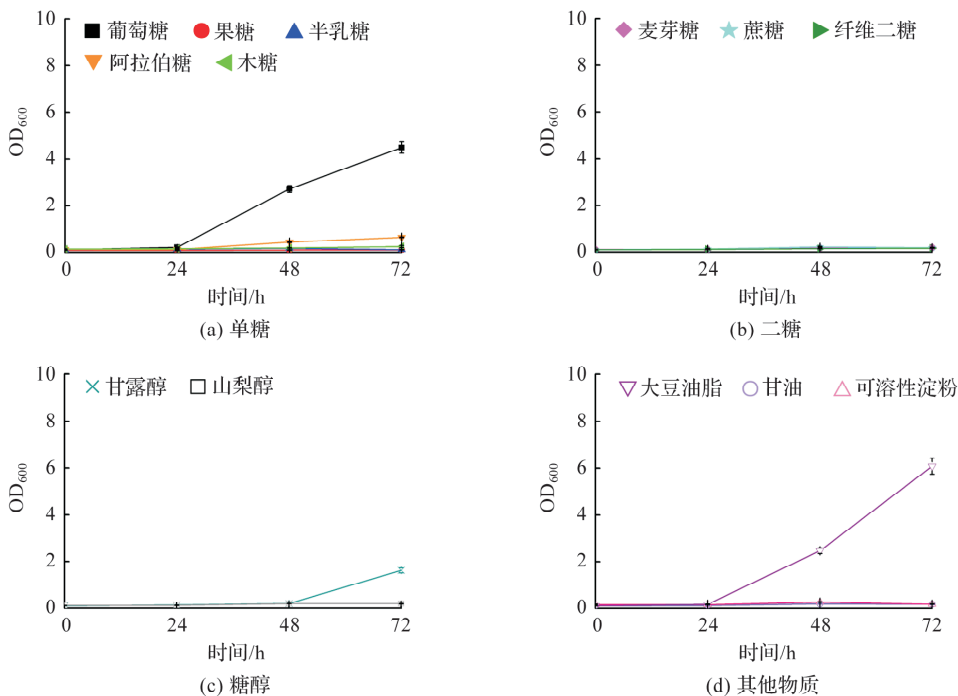 10
8
6
4
2
0
OD600
葡萄糖 果糖 半乳糖
阿拉伯糖 木糖
0 24 48 72
时间/h
(a) 单糖
10
8
6
4
2
0
OD600
麦芽糖 蔗糖 纤维二糖
0 24 48 72
时间/h
(b) 二糖
10
8
6
4
2
0
OD600
甘露醇 山梨醇
0 24 48 72
时间/h
(c) 糖醇
10
8
6
4
2
0
OD600
大豆油脂 甘油 可溶性淀粉
0 24 48 72
时间/h
(d) 其他物质